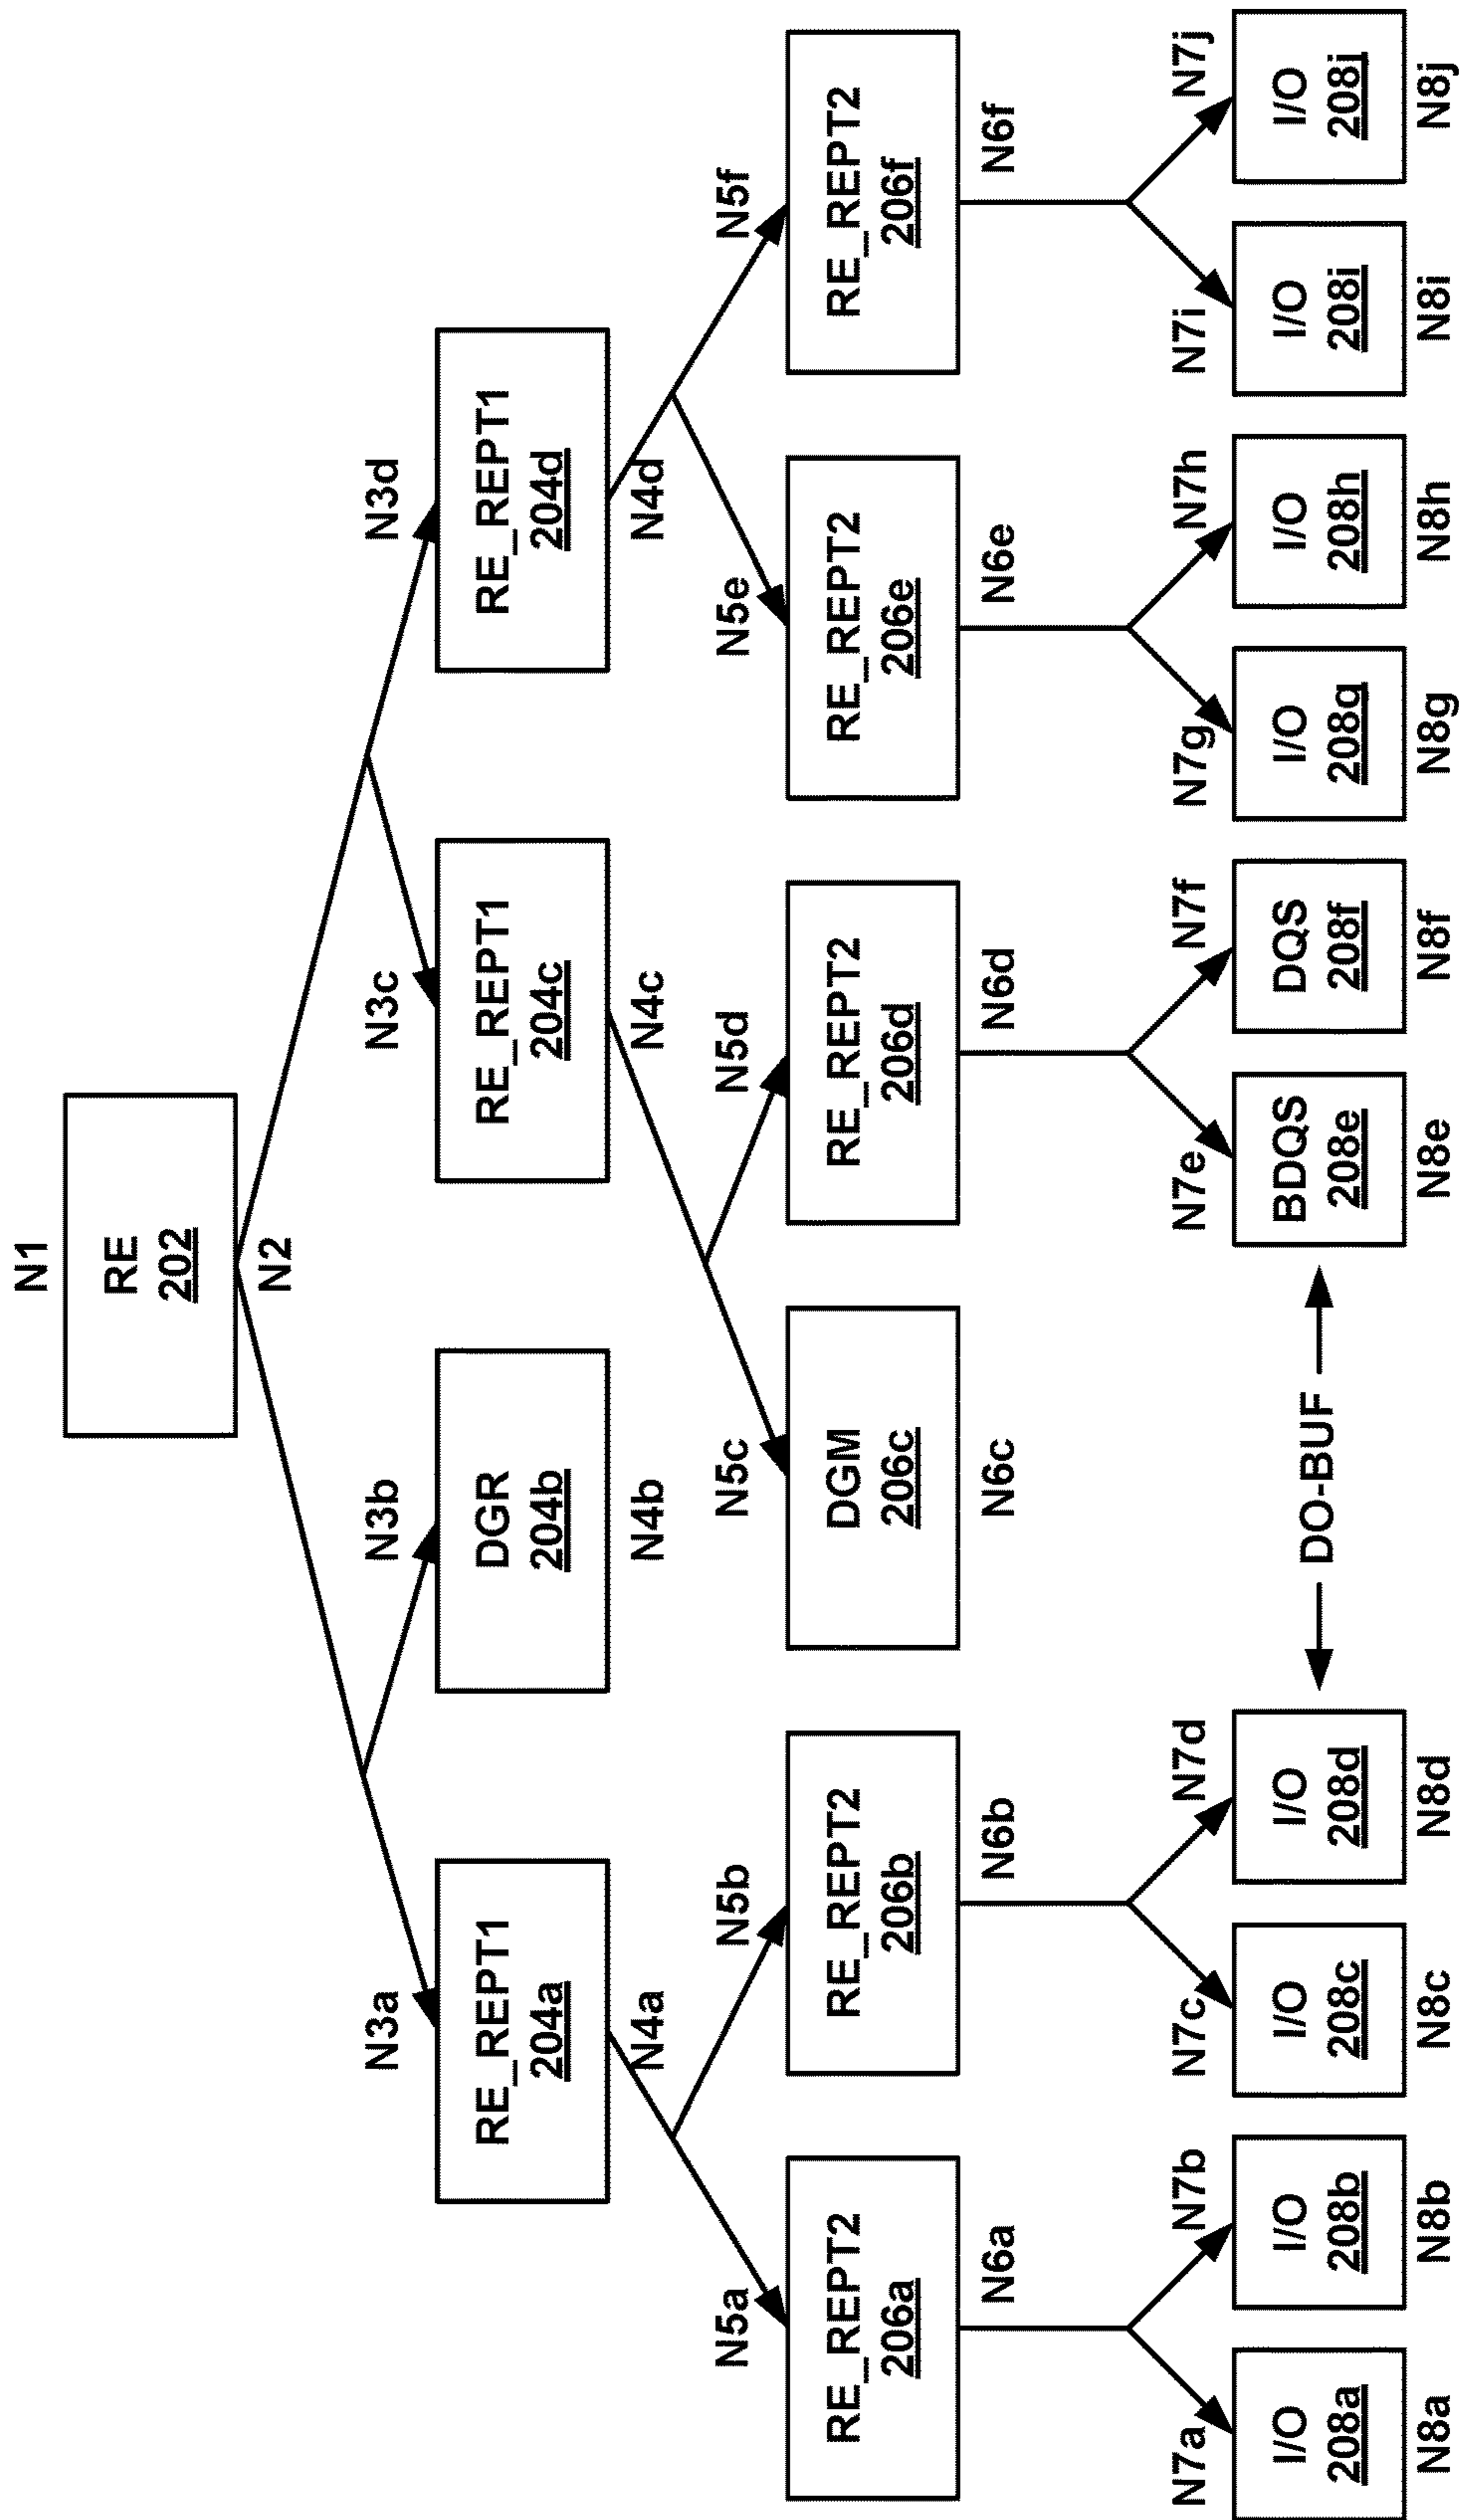 N1
RE
202
N2
N3a
N3b
N3c
N3d
RE_REPT1
204a
DGR
204b
RE_REPT1
204c
RE_REPT1
204d
N4a
N4b
N4c
N4d
N5a
N5b
N5c
N5d
N5e
N5f
RE_REPT2
206a
RE_REPT2
206b
DGM
206c
RE_REPT2
206d
RE_REPT2
206e
RE_REPT2
206f
N6a
N6b
N6c
N6d
N6e
N6f
N7a
N7b
N7c
N7d
N7e
N7f
N7g
N7h
N7i
N7j
I/O
208a
I/O
208b
I/O
208c
I/O
208d
DO-BUF
BDQS
208e
DQS
208f
I/O
208g
I/O
208h
I/O
208i
I/O
208j
N8a
N8b
N8c
N8d
N8e
N8f
N8g
N8h
N8i
N8j